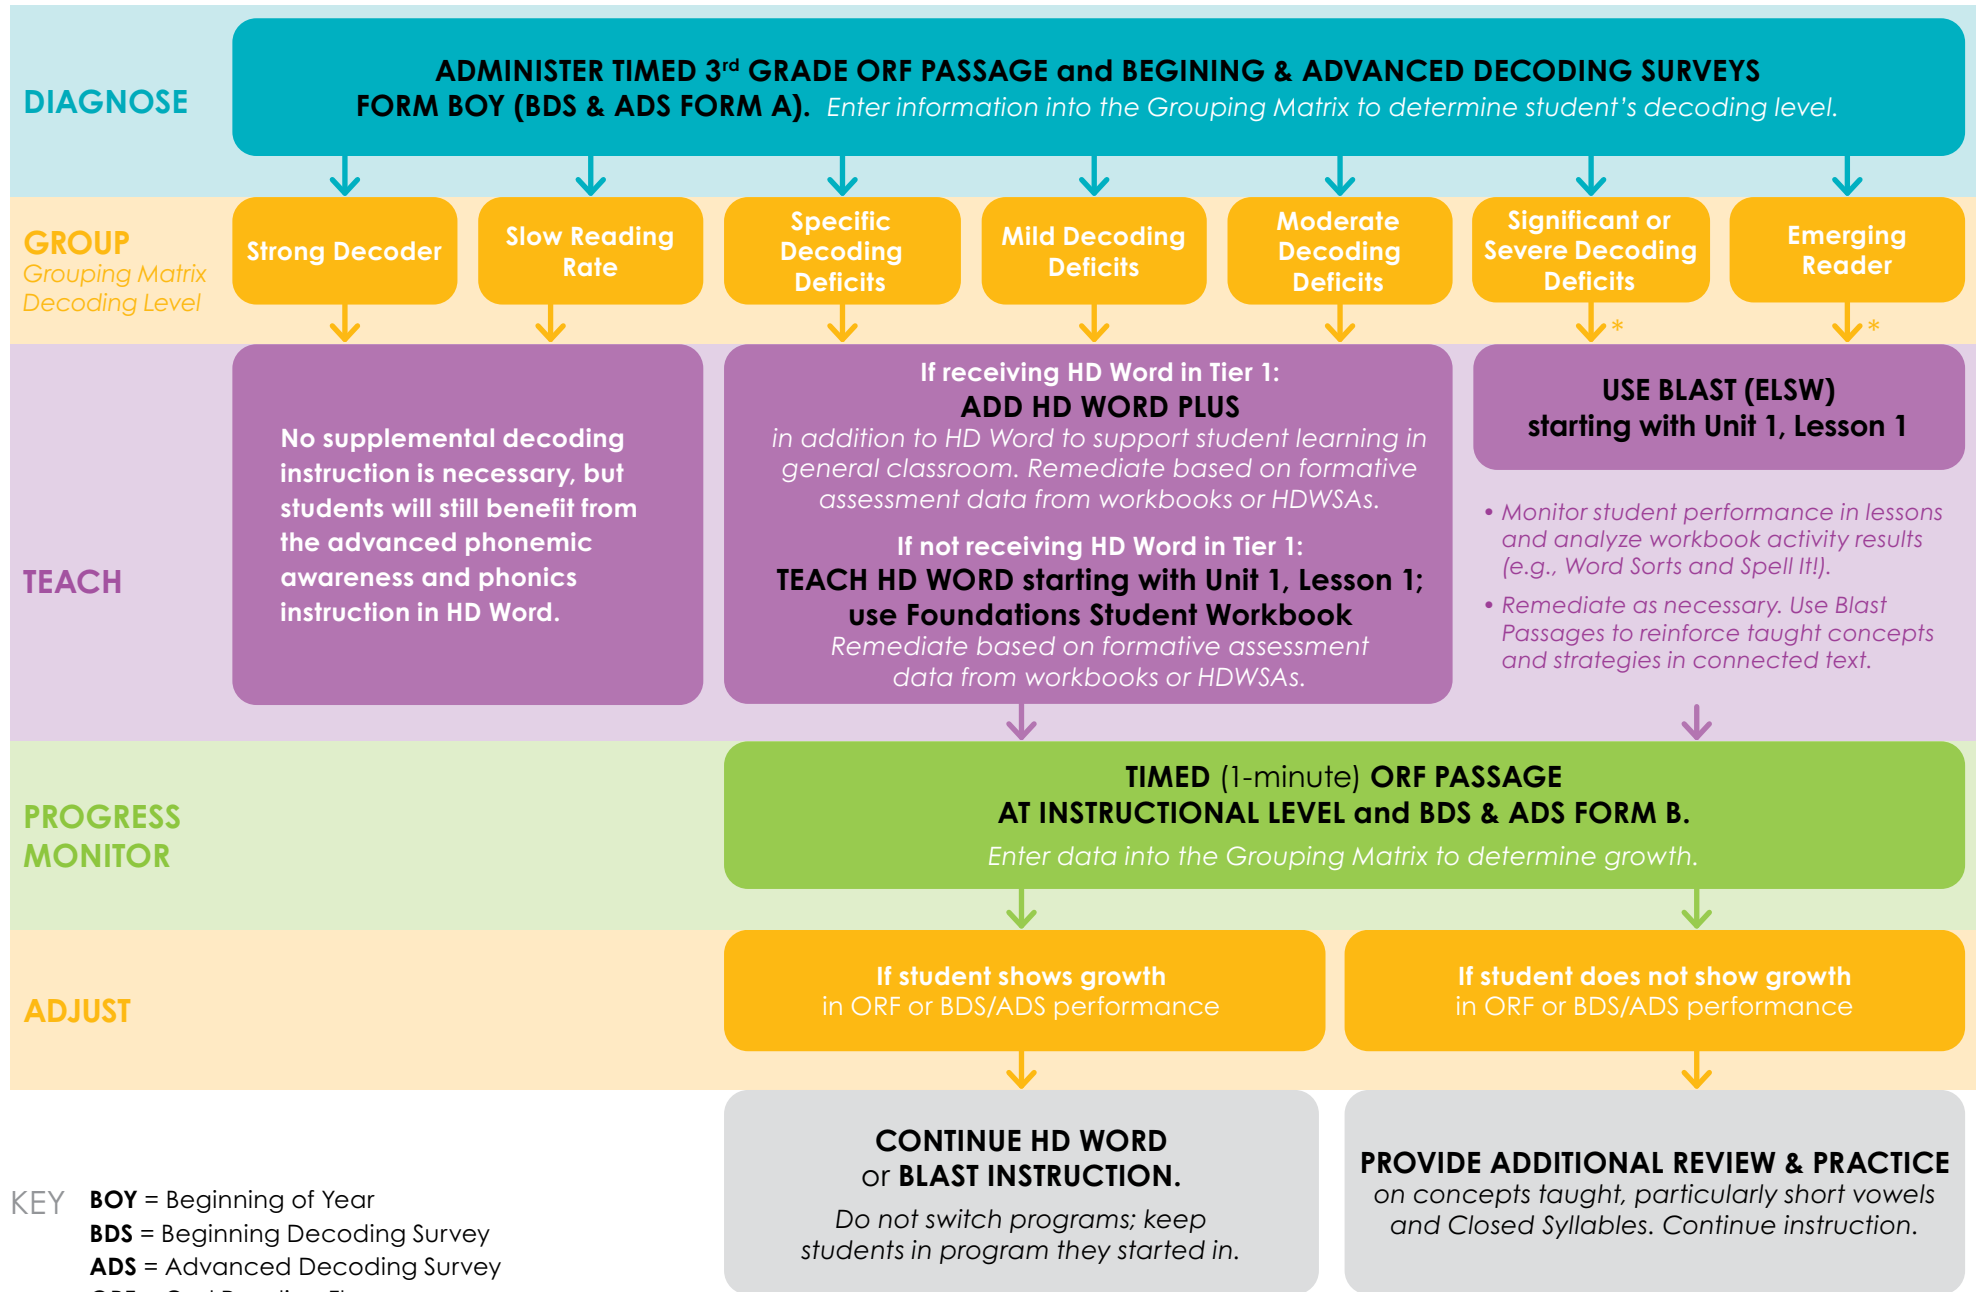 DIAGNOSE
ADMINISTER TIMED 3rd GRADE ORF PASSAGE and BEGINING & ADVANCED DECODING SURVEYS
FORM BOY (BDS & ADS FORM A). Enter information into the Grouping Matrix to determine student's decoding level.
GROUP
Grouping Matrix
Decoding Level
Strong Decoder
Slow Reading
Rate
Specific
Decoding
Deficits
Mild Decoding
Deficits
Moderate
Decoding
Deficits
Significant or
Severe Decoding
Deficits
*
Emerging
Reader
*
TEACH
No supplemental decoding
instruction is necessary, but
students will still benefit from
the advanced phonemic
awareness and phonics
instruction in HD Word.
If receiving HD Word in Tier 1:
ADD HD WORD PLUS
in addition to HD Word to support student learning in
general classroom. Remediate based on formative
assessment data from workbooks or HDWSAs.
If not receiving HD Word in Tier 1:
TEACH HD WORD starting with Unit 1, Lesson 1;
use Foundations Student Workbook
Remediate based on formative assessment
data from workbooks or HDWSAs.
USE BLAST (ELSW)
starting with Unit 1, Lesson 1
• Monitor student performance in lessons
and analyze workbook activity results
(e.g., Word Sorts and Spell It!).
• Remediate as necessary. Use Blast
Passages to reinforce taught concepts
and strategies in connected text.
PROGRESS
MONITOR
TIMED (1-minute) ORF PASSAGE
AT INSTRUCTIONAL LEVEL and BDS & ADS FORM B.
Enter data into the Grouping Matrix to determine growth.
ADJUST
If student shows growth
in ORF or BDS/ADS performance
If student does not show growth
in ORF or BDS/ADS performance
CONTINUE HD WORD
or BLAST INSTRUCTION.
Do not switch programs; keep
students in program they started in.
PROVIDE ADDITIONAL REVIEW & PRACTICE
on concepts taught, particularly short vowels
and Closed Syllables. Continue instruction.
KEY BOY = Beginning of Year
BDS = Beginning Decoding Survey
ADS = Advanced Decoding Survey